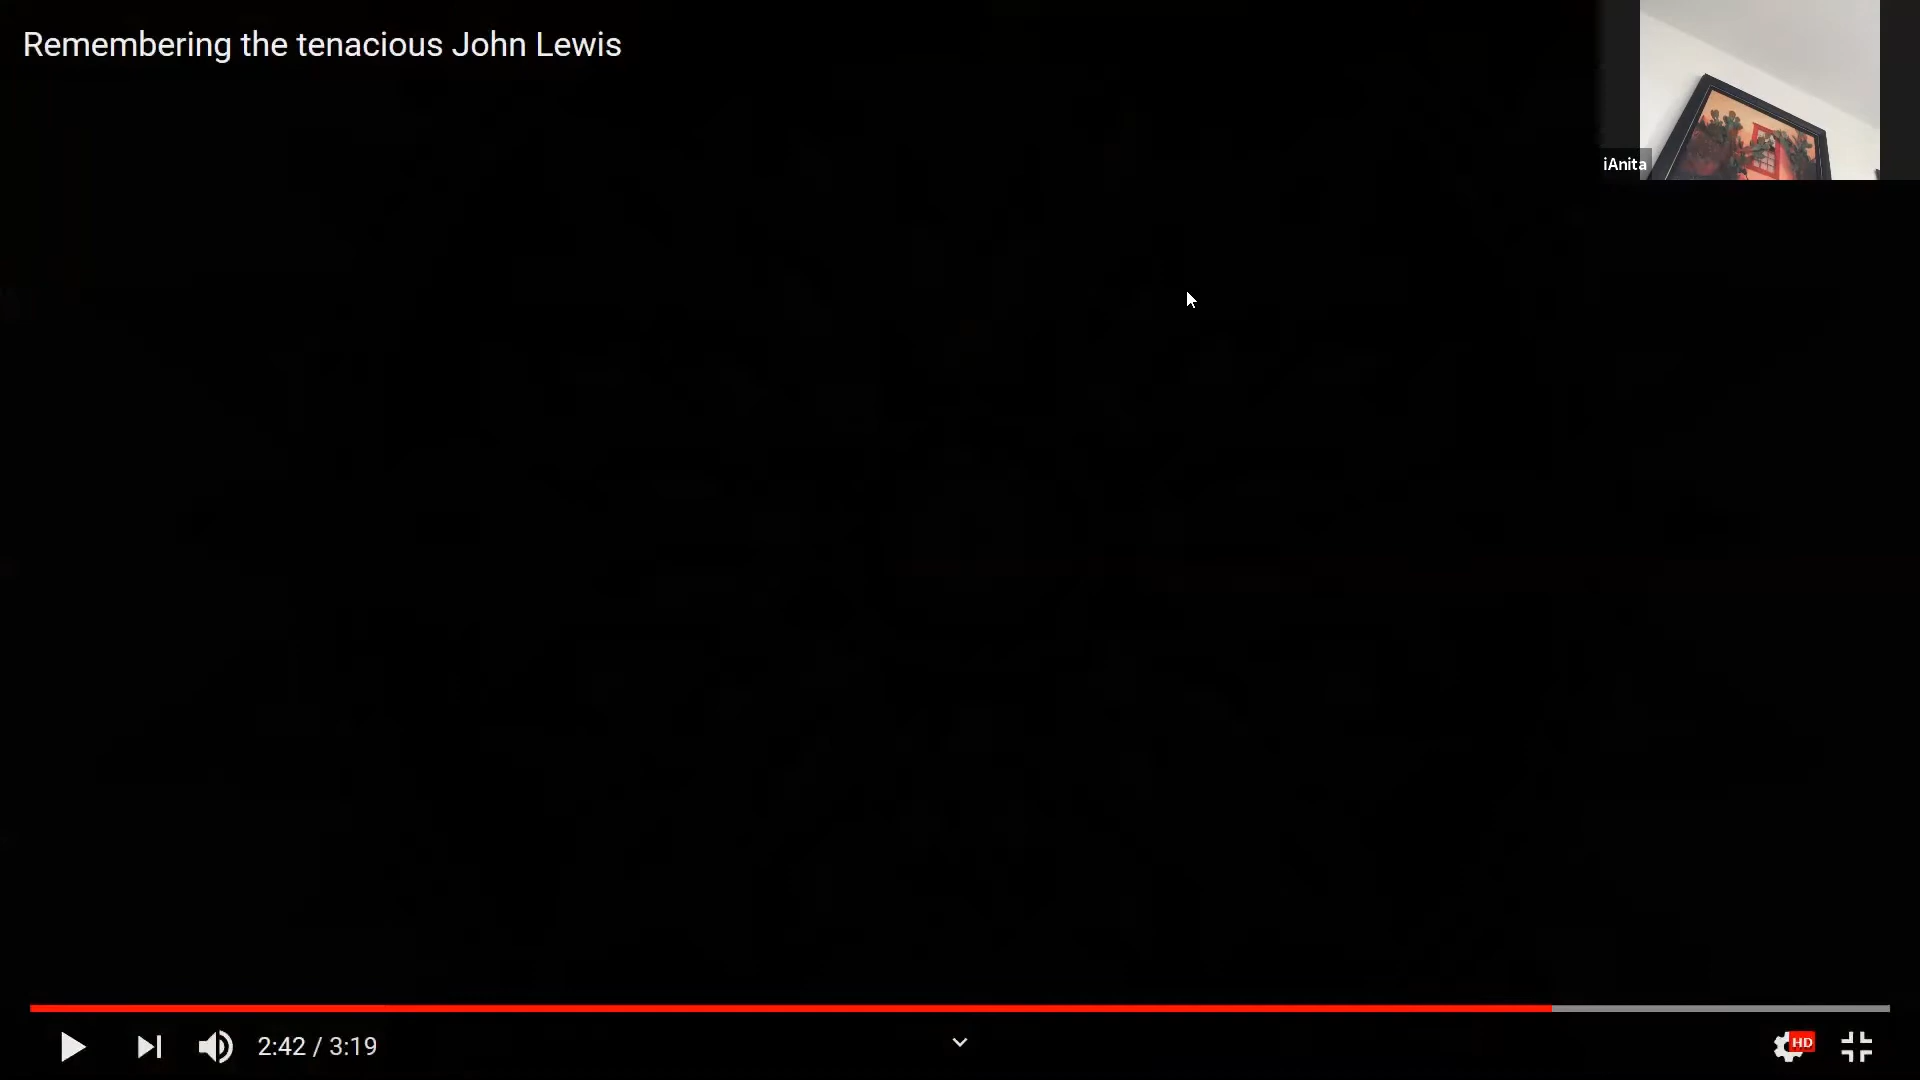 Remembering the tenacious John Lewis
iAnita
2:42 / 3:19
HD